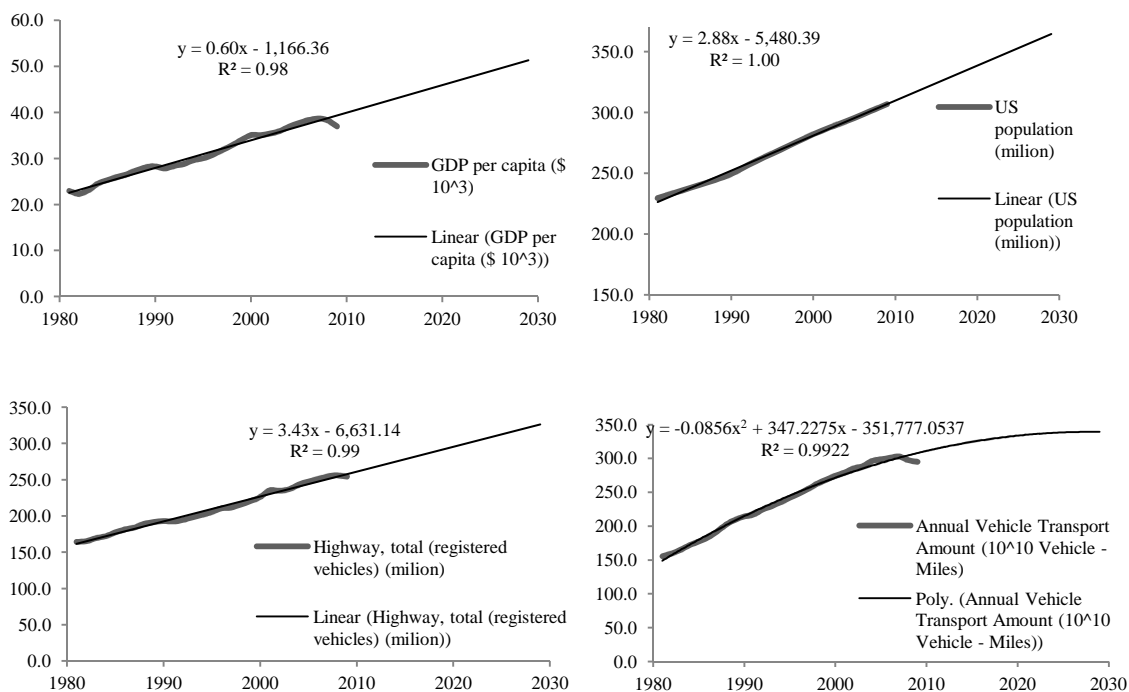 60.0
50.0
40.0
30.0
20.0
10.0
0.0
y = 0.60x - 1,166.36
R² = 0.98
GDP per capita ($
10^3)
Linear (GDP per
capita ($ 10^3))
1980 1990 2000 2010 2020 2030
350.0
300.0
250.0
200.0
150.0
y = 2.88x - 5,480.39
R² = 1.00
US
population
(milion)
Linear (US
population
(milion))
1980 1990 2000 2010 2020 2030
400.0
350.0
300.0
250.0
200.0
150.0
100.0
50.0
0.0
y = 3.43x - 6,631.14
R² = 0.99
Highway, total (registered
vehicles) (milion)
Linear (Highway, total (registered
vehicles) (milion))
1980 1990 2000 2010 2020 2030
400.0
350.0
300.0
250.0
200.0
150.0
100.0
50.0
0.0
y = -0.0856x² + 347.2275x - 351,777.0537
R² = 0.9922
Annual Vehicle Transport
Amount (10^10 Vehicle -
Miles)
Poly. (Annual Vehicle
Transport Amount (10^10
Vehicle - Miles))
1980 1990 2000 2010 2020 2030